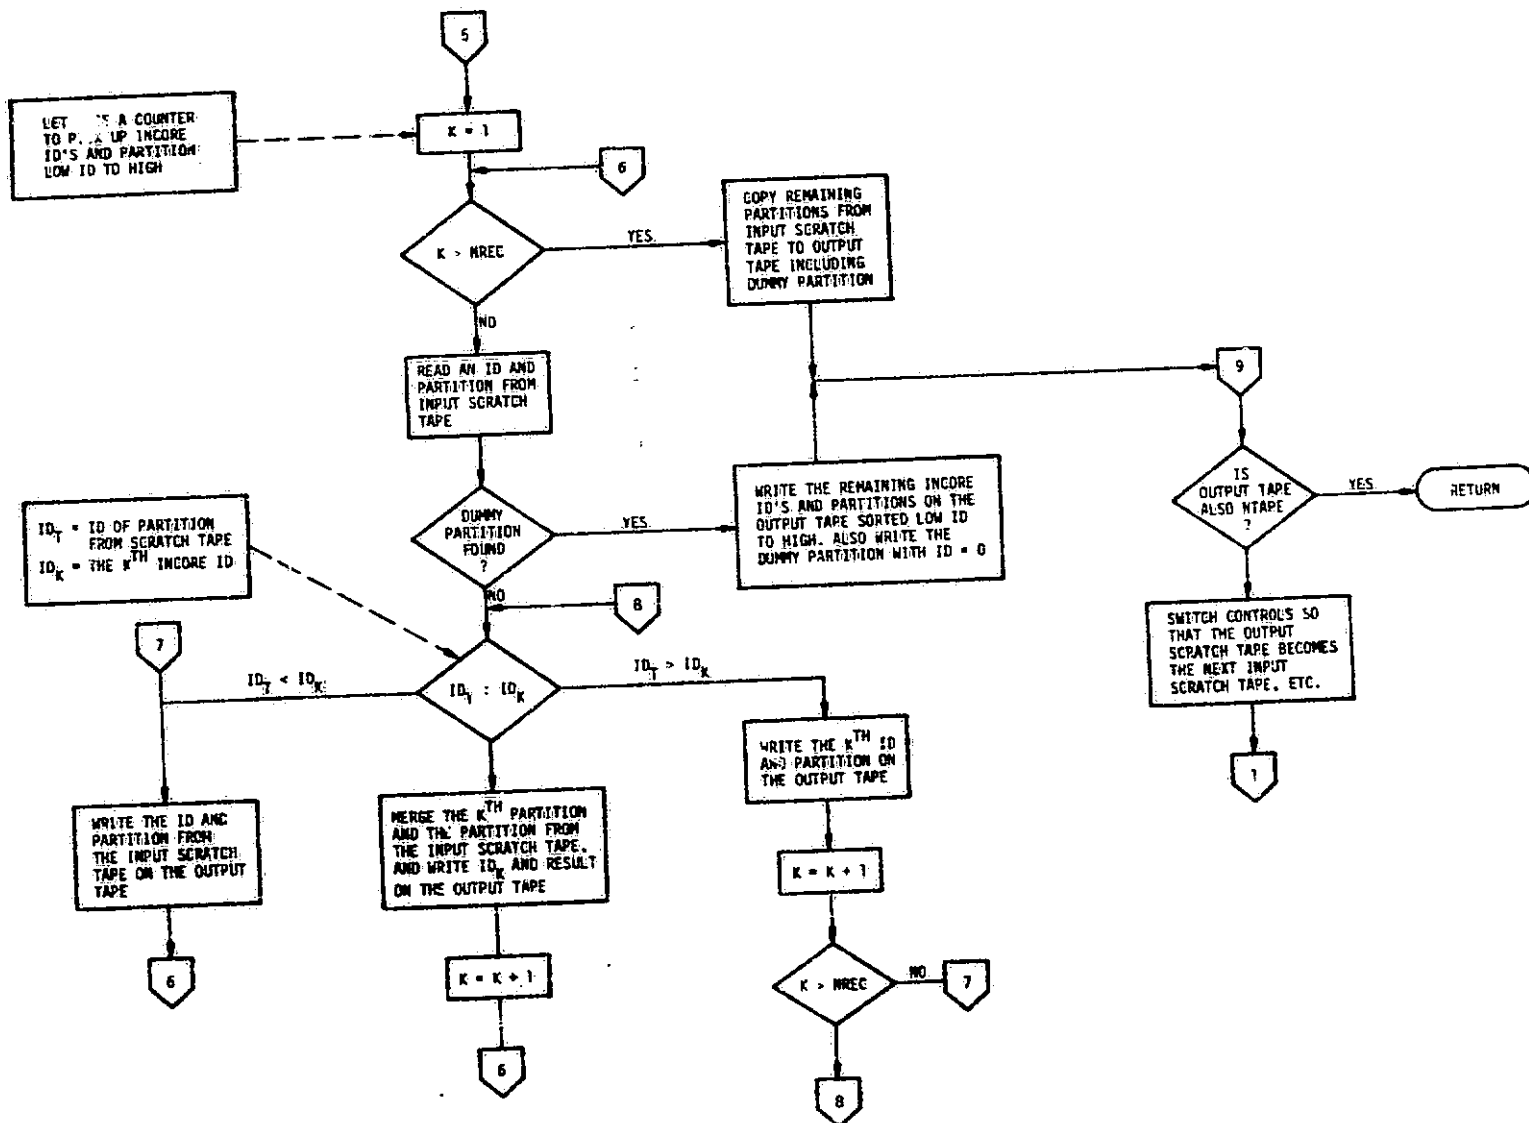 5
LET A COUNTER
TO UP INCORE
ID'S AND PARTITION
LOW ID TO HIGH
K = 1
6
K > NREC
YES
NO
COPY REMAINING
PARTITIONS FROM
INPUT SCRATCH
TAPE TO OUTPUT
TAPE INCLUDING
DUMMY PARTITION
READ AN ID AND
PARTITION FROM
INPUT SCRATCH
TAPE
9
DUMMY
PARTITION
FOUND
?
YES
NO
WRITE THE REMAINING INCORE
ID'S AND PARTITIONS ON THE
OUTPUT TAPE SORTED LOW ID
TO HIGH. ALSO WRITE THE
DUMMY PARTITION WITH ID = 0
IS
OUTPUT TAPE
ALSO NTAPE
?
YES
RETURN
ID_T = ID OF PARTITION
FROM SCRATCH TAPE
ID_K = THE K^TH INCORE ID
8
7
ID_T < ID_K
ID_T : ID_K
ID_T > ID_K
SWITCH CONTROLS SO
THAT THE OUTPUT
SCRATCH TAPE BECOMES
THE NEXT INPUT
SCRATCH TAPE. ETC.
1
WRITE THE ID AND
PARTITION FROM
THE INPUT SCRATCH
TAPE ON THE OUTPUT
TAPE
6
MERGE THE K^TH PARTITION
AND THE PARTITION FROM
THE INPUT SCRATCH TAPE.
AND WRITE ID_K AND RESULT
ON THE OUTPUT TAPE
K = K + 1
6
WRITE THE K^TH ID
AND PARTITION ON
THE OUTPUT TAPE
K = K + 1
K > NREC
NO
7
8